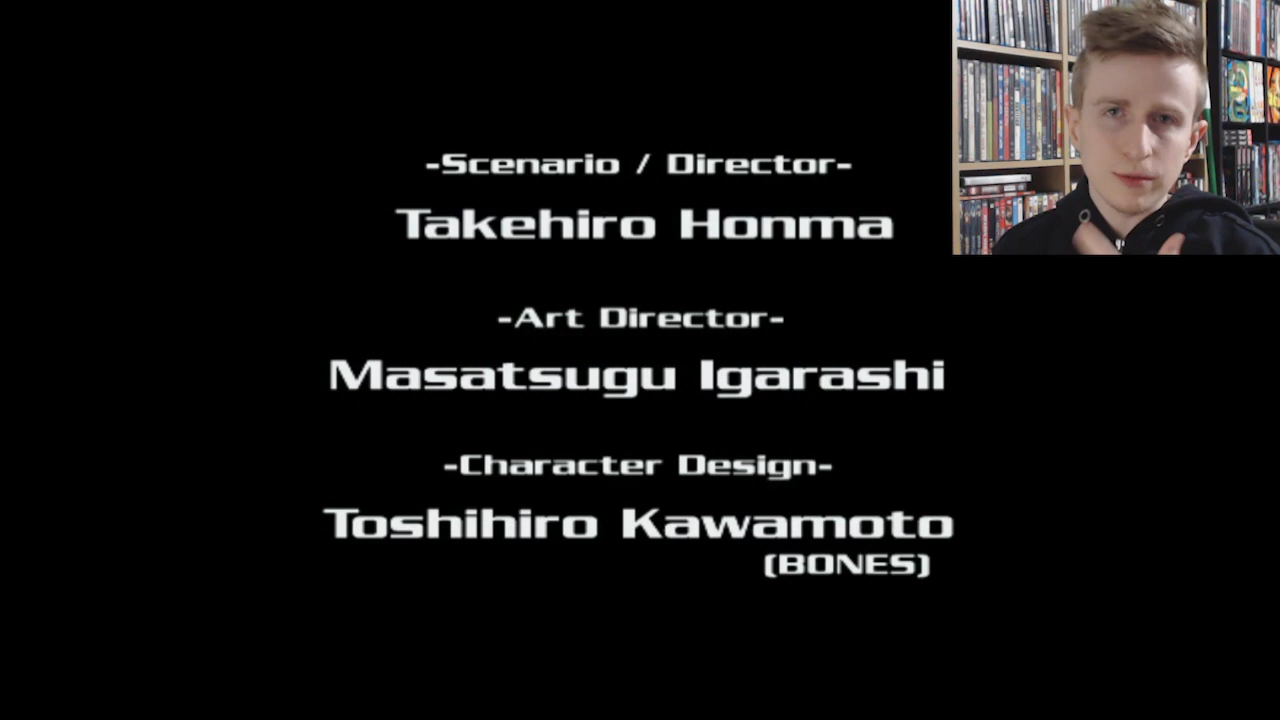 -Scenario / Director-
Takehiro Honma
-Art Director-
Masatsugu Igarashi
-Character Design-
Toshihiro Kawamoto
(BONES)